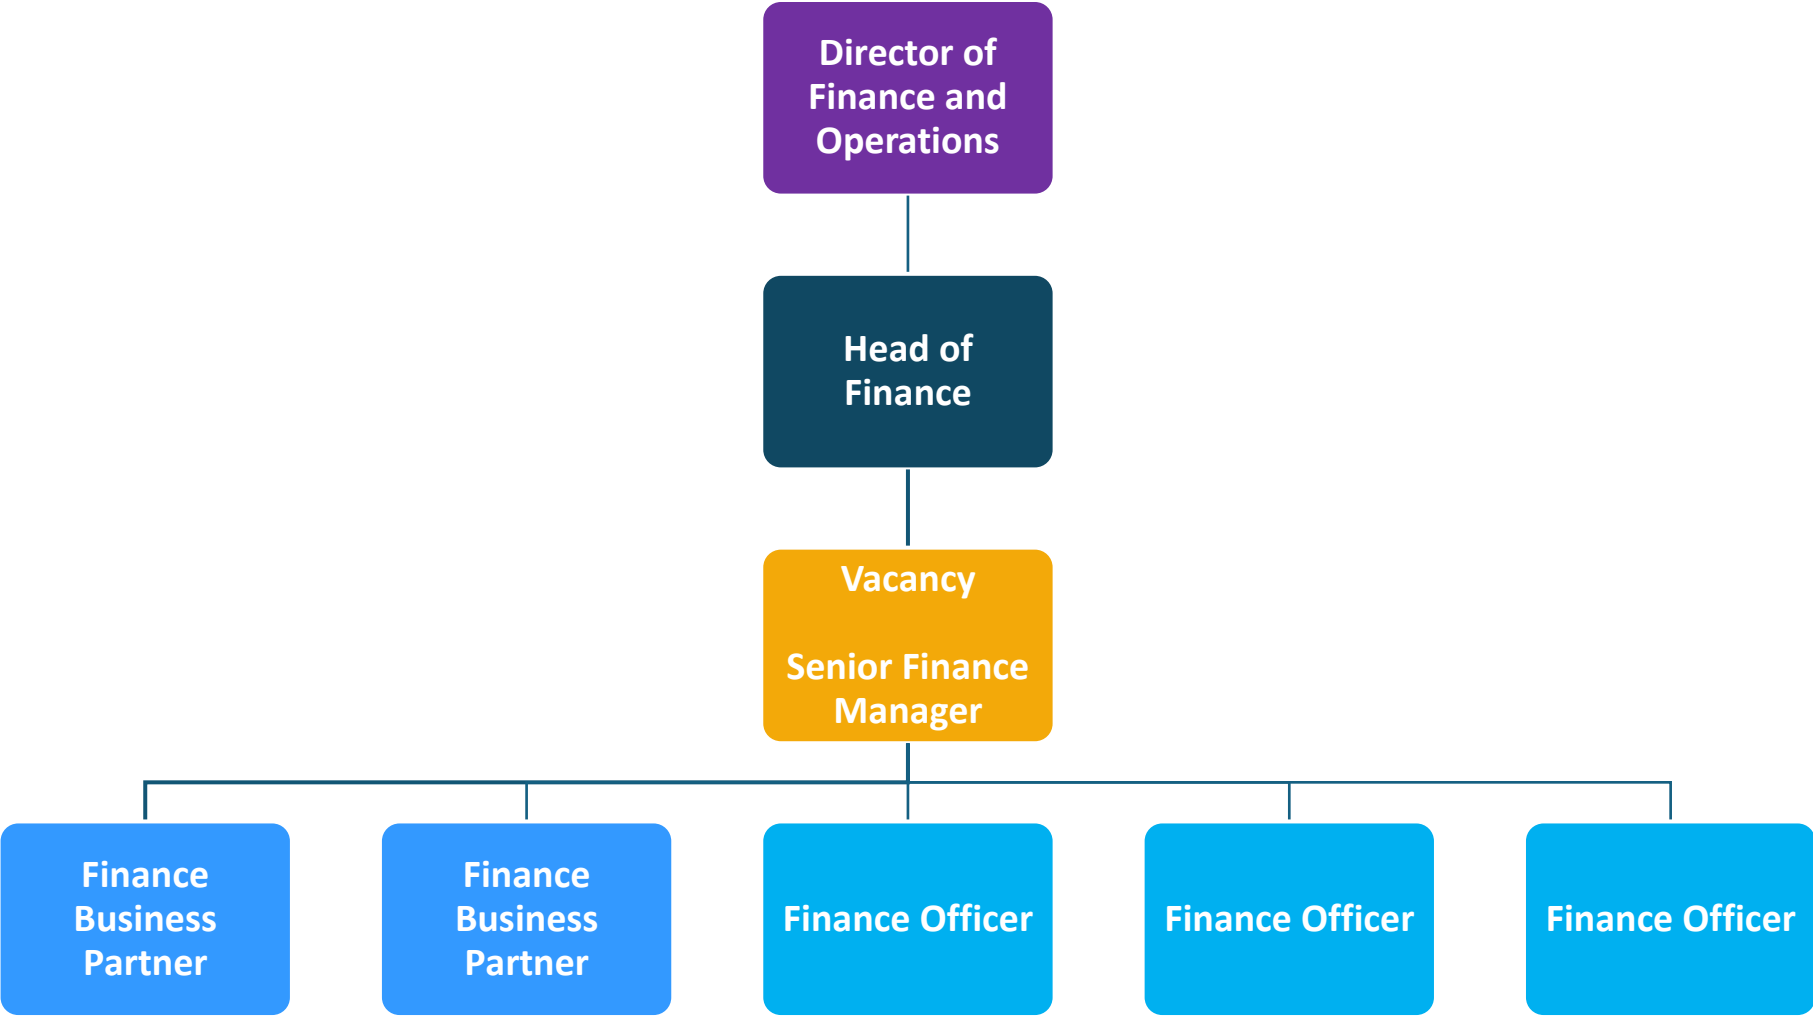 Director of
Finance and
Operations
Head of
Finance
Vacancy
Senior Finance
Manager
Finance
Business
Partner
Finance
Business
Partner
Finance Officer
Finance Officer
Finance Officer